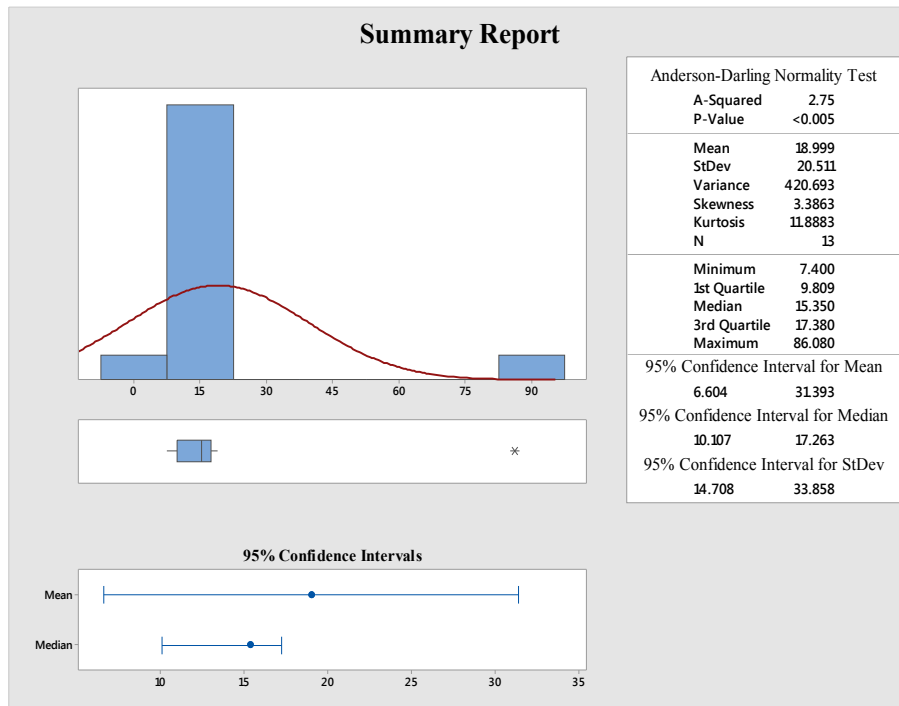 Summary Report
Anderson-Darling Normality Test
A-Squared 2.75
P-Value <0.005
Mean 18.999
StDev 20.511
Variance 420.693
Skewness 3.3863
Kurtosis 11.8883
N 13
Minimum 7.400
1st Quartile 9.809
Median 15.350
3rd Quartile 17.380
Maximum 86.080
95% Confidence Interval for Mean
6.604 31.393
95% Confidence Interval for Median
10.107 17.263
95% Confidence Interval for StDev
14.708 33.858
0 15 30 45 60 75 90
95% Confidence Intervals
Mean
Median
10 15 20 25 30 35